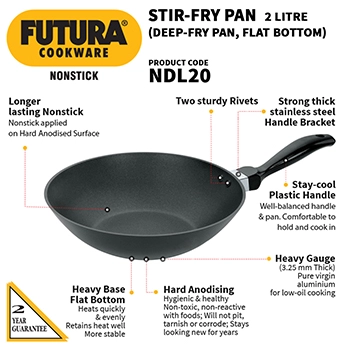 FUTURA®
COOKWARE
NONSTICK
STIR-FRY PAN 2 LITRE
(DEEP-FRY PAN, FLAT BOTTOM)
PRODUCT CODE
NDL20
Longer
lasting Nonstick
Nonstick applied
on Hard Anodised Surface
Two sturdy Rivets
Strong thick
stainless steel
Handle Bracket
Stay-cool
Plastic Handle
Well-balanced handle
& pan. Comfortable to
hold and cook in
Heavy Gauge
(3.25 mm Thick)
Pure virgin
aluminium
for low-oil cooking
Heavy Base
Flat Bottom
Heats quickly
& evenly
Retains heat well
More stable
Hard Anodising
Hygienic & healthy
Non-toxic, non-reactive
with foods; Will not pit,
tarnish or corrode; Stays
looking new for years
2
YEAR
GUARANTEE